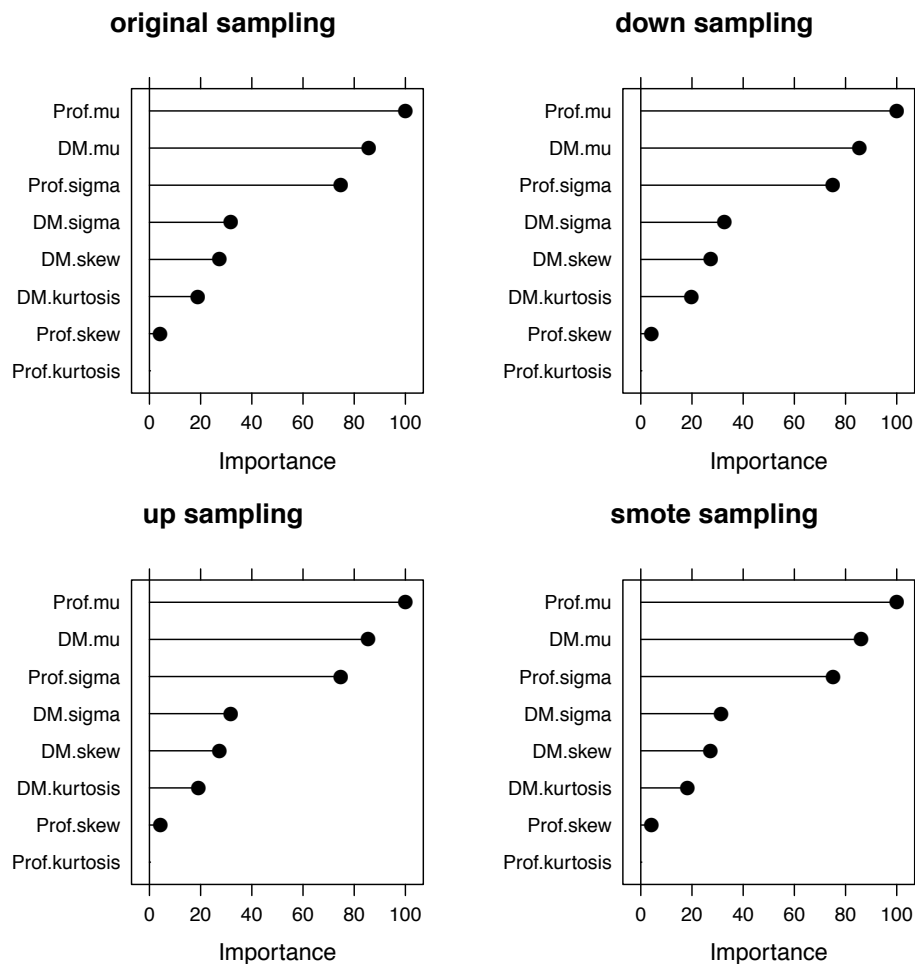 original sampling
Prof.mu
DM.mu
Prof.sigma
DM.sigma
DM.skew
DM.kurtosis
Prof.skew
Prof.kurtosis
0 20 40 60 80 100
Importance
down sampling
Prof.mu
DM.mu
Prof.sigma
DM.sigma
DM.skew
DM.kurtosis
Prof.skew
Prof.kurtosis
0 20 40 60 80 100
Importance
up sampling
Prof.mu
DM.mu
Prof.sigma
DM.sigma
DM.skew
DM.kurtosis
Prof.skew
Prof.kurtosis
0 20 40 60 80 100
Importance
smote sampling
Prof.mu
DM.mu
Prof.sigma
DM.sigma
DM.skew
DM.kurtosis
Prof.skew
Prof.kurtosis
0 20 40 60 80 100
Importance